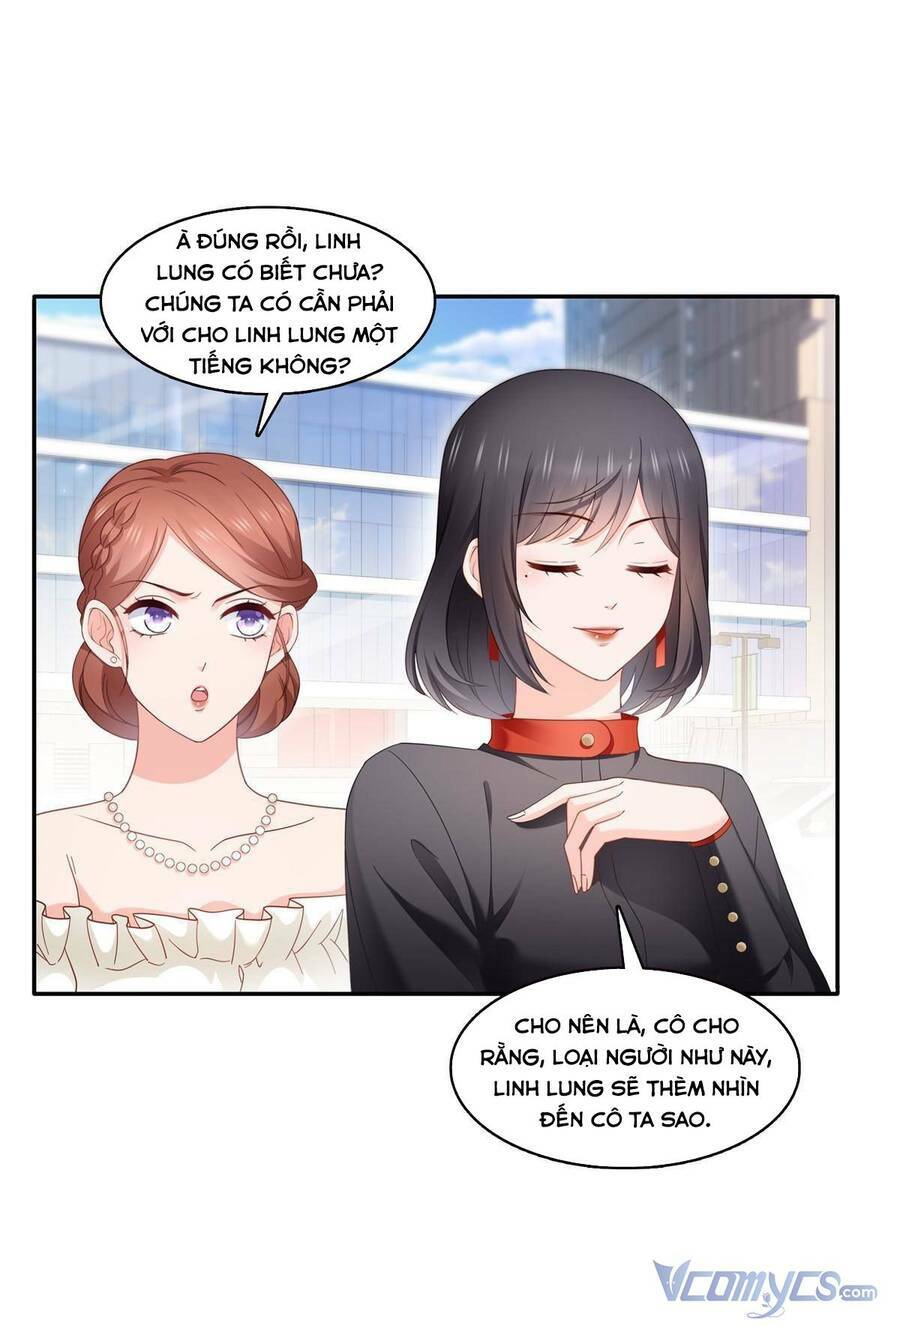 À ĐÚNG RỒI, LINH
LUNG CÓ BIẾT CHƯA?
CHÚNG TA CÓ CẦN PHẢI
VỚI CHO LINH LUNG MỘT
TIẾNG KHÔNG?
CHO NÊN LÀ, CÔ CHO
RẰNG, LOẠI NGƯỜI NHƯ NÀY,
LINH LUNG SẼ THÈM NHÌN
ĐẾN CÔ TA SAO.
VCOMYCS.com